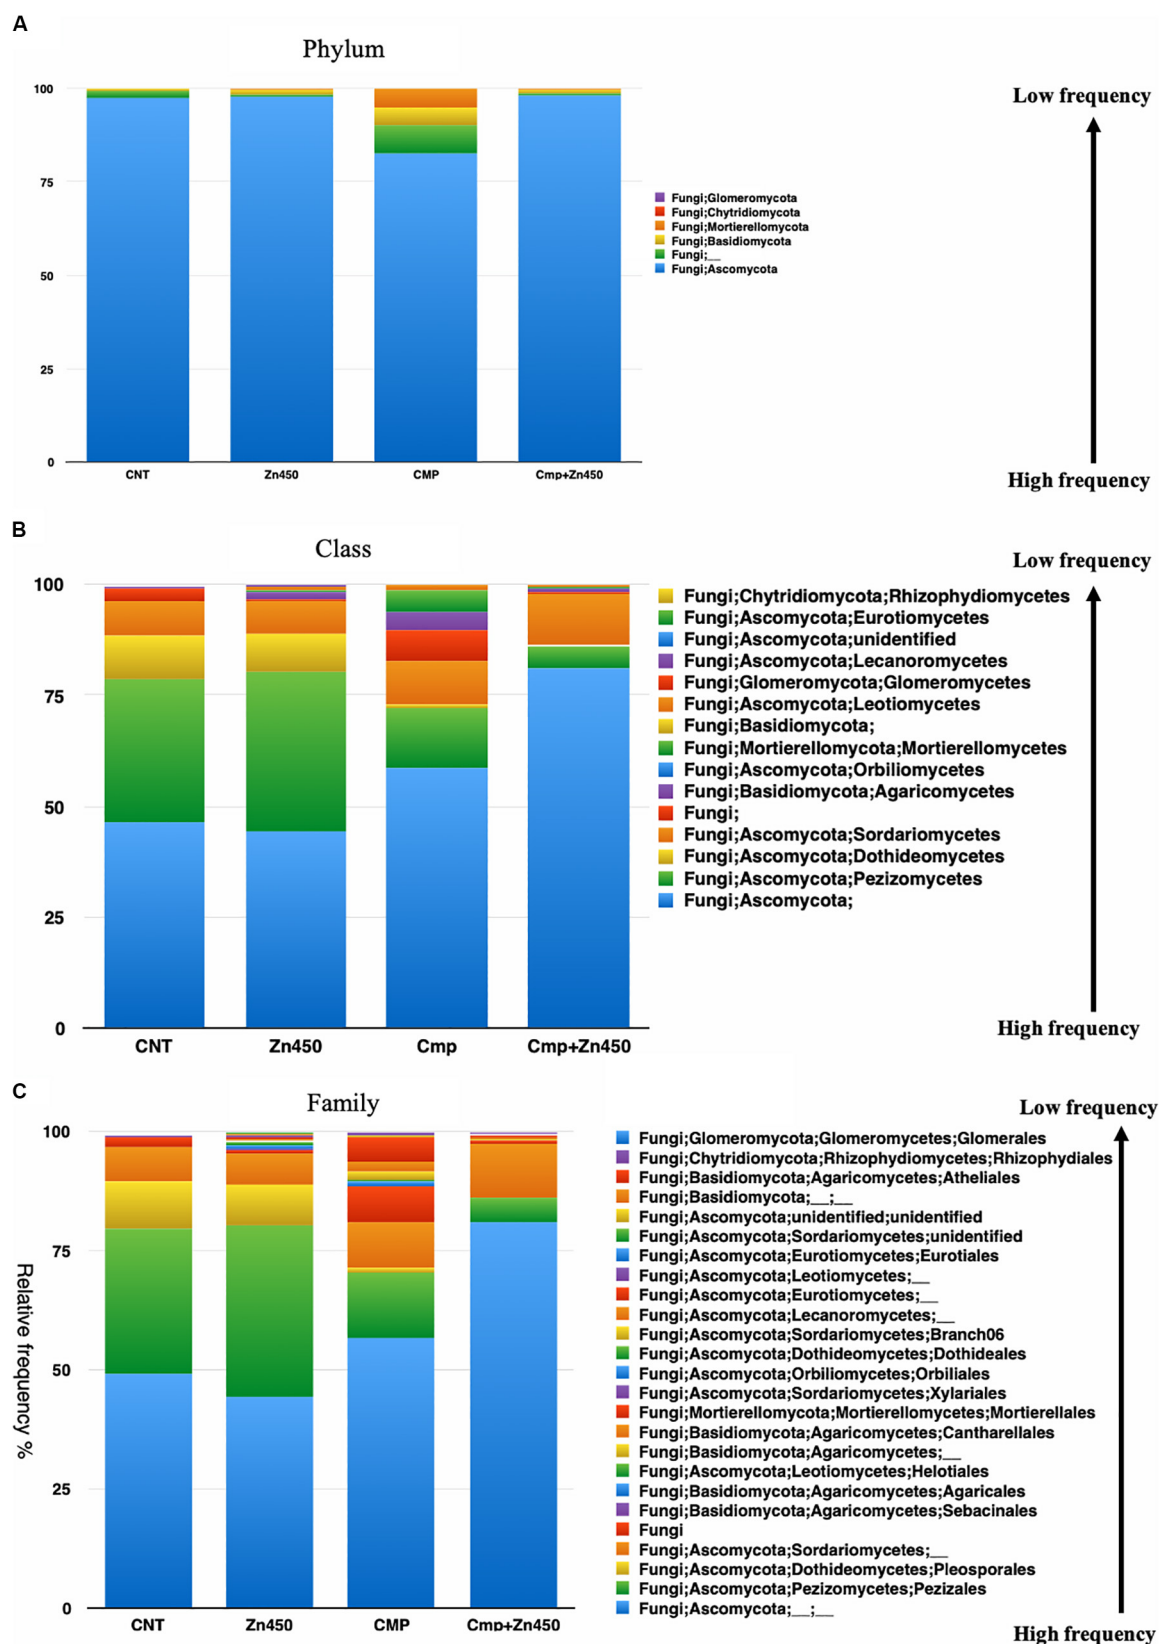 A
Phylum
100
75
50
25
0
CNT
Zn450
CMP
Cmp+Zn450
Fungi;Glomeromycota
Fungi;Chytridiomycota
Fungi;Mortierellomycota
Fungi;Basidiomycota
Fungi;__
Fungi;Ascomycota
Low frequency
High frequency
B
Class
100
75
50
25
0
CNT
Zn450
Cmp
Cmp+Zn450
Fungi;Chytridiomycota;Rhizophydiomycetes
Fungi;Ascomycota;Eurotiomycetes
Fungi;Ascomycota;unidentified
Fungi;Ascomycota;Lecanoromycetes
Fungi;Glomeromycota;Glomeromycetes
Fungi;Ascomycota;Leotiomycetes
Fungi;Basidiomycota;
Fungi;Mortierellomycota;Mortierellomycetes
Fungi;Ascomycota;Orbiliomycetes
Fungi;Basidiomycota;Agaricomycetes
Fungi;
Fungi;Ascomycota;Sordariomycetes
Fungi;Ascomycota;Dothideomycetes
Fungi;Ascomycota;Pezizomycetes
Fungi;Ascomycota;
Low frequency
High frequency
C
Family
Relative frequency %
100
75
50
25
0
CNT
Zn450
CMP
Cmp+Zn450
Fungi;Glomeromycota;Glomeromycetes;Glomerales
Fungi;Chytridiomycota;Rhizophydiomycetes;Rhizophydiales
Fungi;Basidiomycota;Agaricomycetes;Atheliales
Fungi;Basidiomycota;__;__
Fungi;Ascomycota;unidentified;unidentified
Fungi;Ascomycota;Sordariomycetes;unidentified
Fungi;Ascomycota;Eurotiomycetes;Eurotiales
Fungi;Ascomycota;Leotiomycetes;__
Fungi;Ascomycota;Eurotiomycetes;__
Fungi;Ascomycota;Lecanoromycetes;__
Fungi;Ascomycota;Sordariomycetes;Branch06
Fungi;Ascomycota;Dothideomycetes;Dothideales
Fungi;Ascomycota;Orbiliomycetes;Orbiliales
Fungi;Ascomycota;Sordariomycetes;Xylariales
Fungi;Mortierellomycota;Mortierellomycetes;Mortierellales
Fungi;Basidiomycota;Agaricomycetes;Cantharellales
Fungi;Basidiomycota;Agaricomycetes;__
Fungi;Ascomycota;Leotiomycetes;Helotiales
Fungi;Basidiomycota;Agaricomycetes;Agaricales
Fungi;Basidiomycota;Agaricomycetes;Sebacinales
Fungi
Fungi;Ascomycota;Sordariomycetes;__
Fungi;Ascomycota;Dothideomycetes;Pleosporales
Fungi;Ascomycota;Pezizomycetes;Pezizales
Fungi;Ascomycota;__;__
Low frequency
High frequency